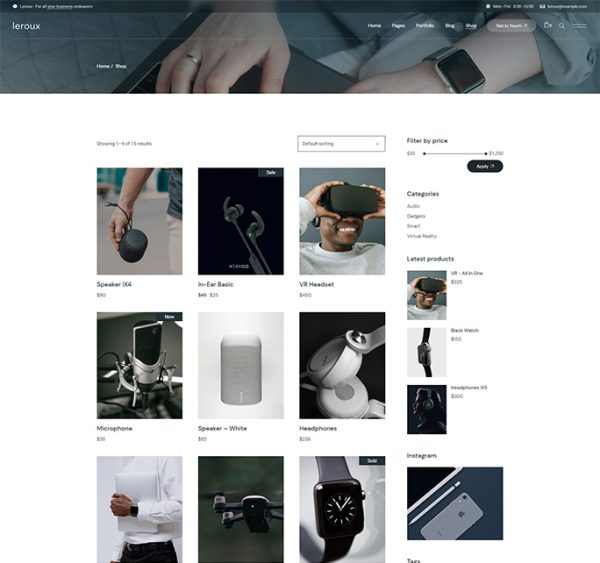 Leroux - For all your business endeavors
Mon - Frid 8:00 - 16:00
leroux@example.com
leroux
Home
Pages
Portfolio
Blog
Shop
Get In Touch
Home / Shop
Showing 1–9 of 15 results
Default sorting
Filter by price
$20
$1,250
Apply
Sale
Speaker IX4
$80
In-Ear Basic
$45 $25
VR Headset
$450
Categories
Audio
Gadgets
Smart
Virtual Reality
Latest products
VR - All In One
$325
Black Watch
$150
Headphones IX5
$300
New
Microphone
$35
Speaker – White
$55
Headphones
$235
Instagram
Sold
Tags